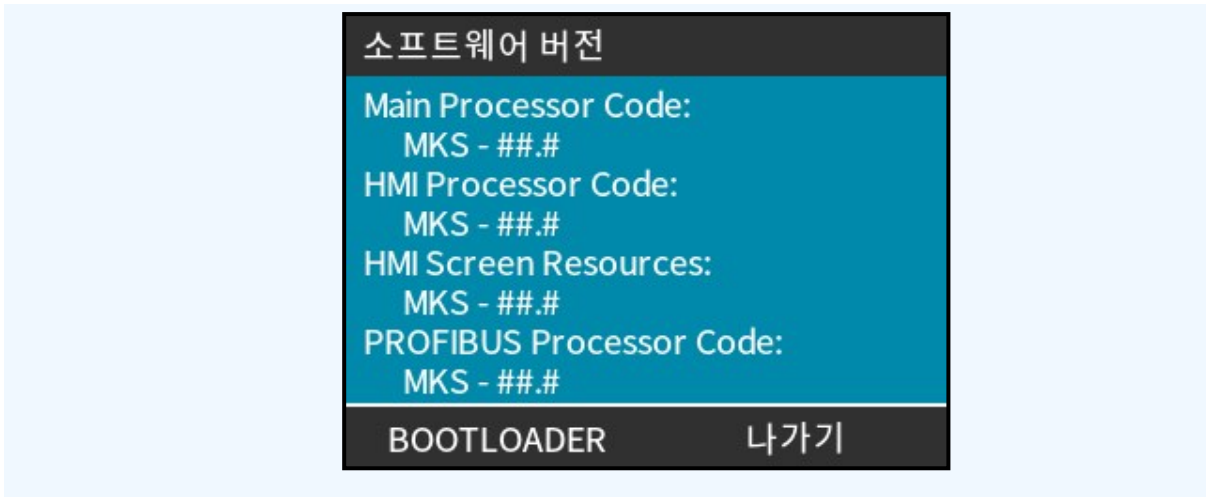 소프트웨어 버전
Main Processor Code:
MKS - ##.#
HMI Processor Code:
MKS - ##.#
HMI Screen Resources:
MKS - ##.#
PROFIBUS Processor Code:
MKS - ##.#
BOOTLOADER 나가기